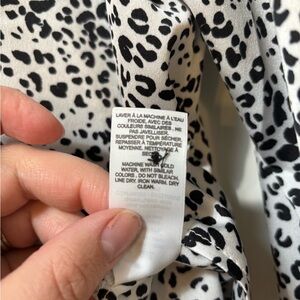 LAVER À LA MACHINE À L'EAU
FROIDE, AVEC DES
COULEURS SIMILAIRES . NE
PAS JAVELLISER.
SUSPENDRE POUR SÉCHER.
REPASSER À TEMPÉRATURE
MOYENNE. NETTOYAGE À
SEC.
MACHINE WASH COLD
WATER, WITH SIMILAR
COLORS. DO NOT BLEACH.
LINE DRY. IRON WARM. DRY
CLEAN.